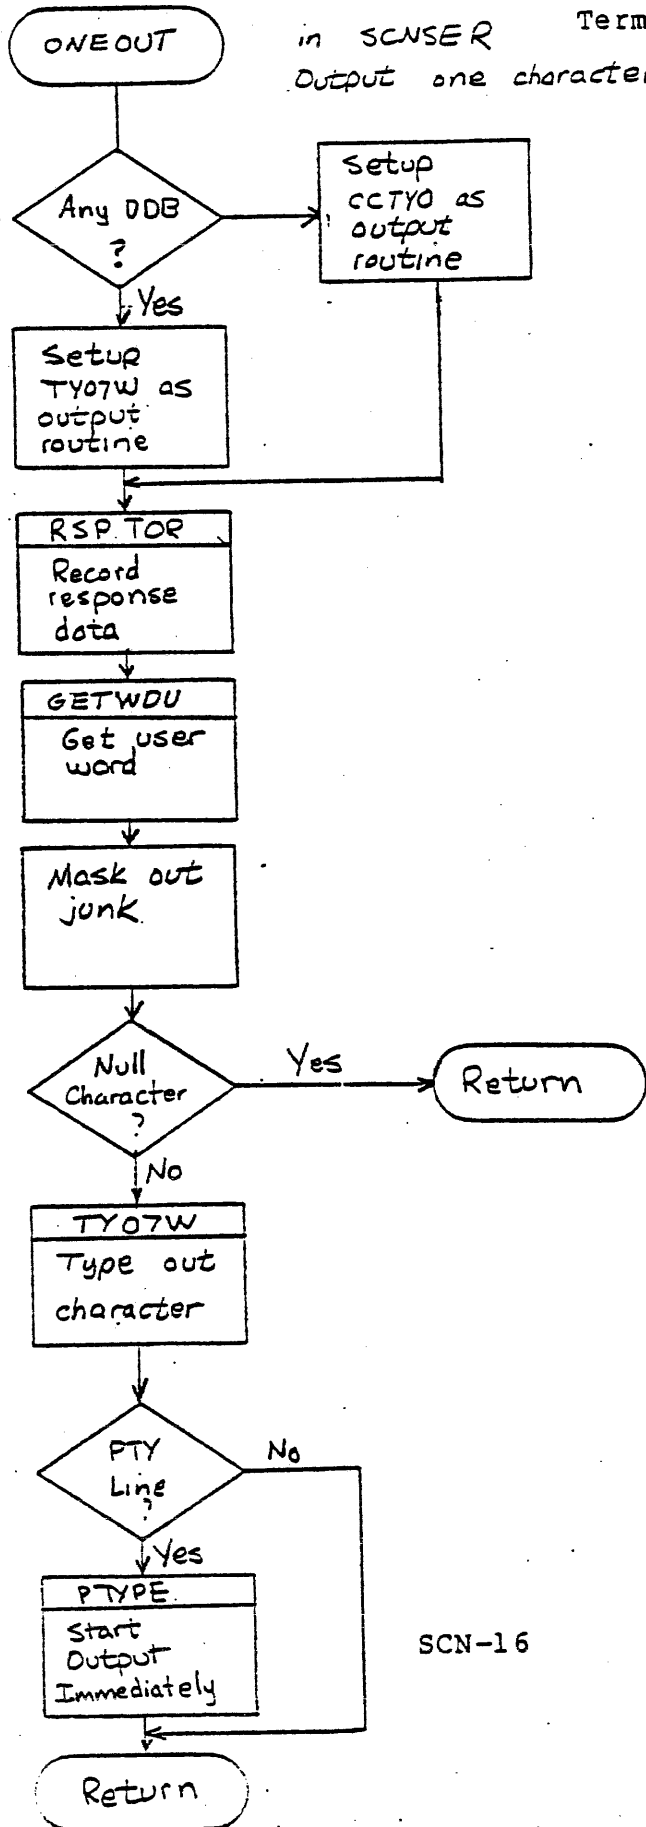 ONEOUT
in SCNSER
Term
Output one character
Any DDB
?
Setup
CCTYO as
output
routine
Yes
Setup
TYO7W as
output
routine
RSP.TOR
Record
response
data
GETWDU
Get user
word
Mask out
junk
Null
Character
?
Yes
Return
No
TYO7W
Type out
character
PTY
Line
?
No
Yes
PTYPE
Start
Output
Immediately
SCN-16
Return